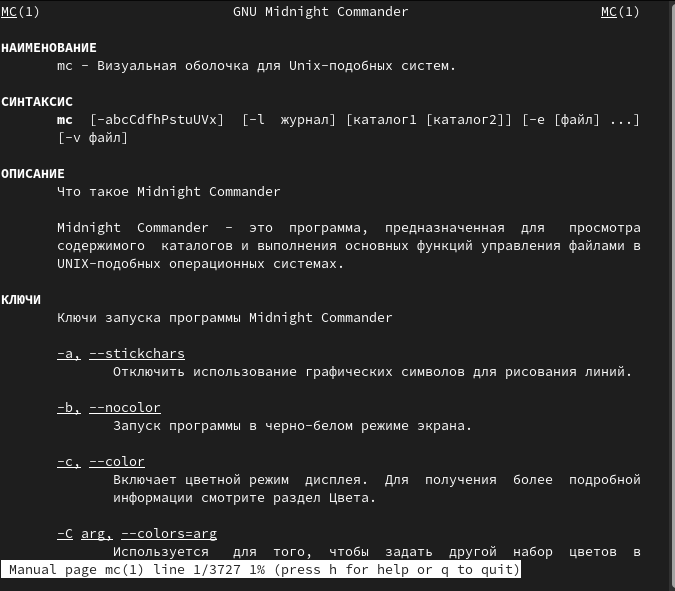 MC(1) GNU Midnight Commander MC(1)
НАИМЕНОВАНИЕ
mc - Визуальная оболочка для Unix-подобных систем.
СИНТАКСИС
mc [-abcCdfhPstuUVx] [-l журнал] [каталог1 [каталог2]] [-e [файл] ...]
[-v файл]
ОПИСАНИЕ
Что такое Midnight Commander
Midnight Commander - это программа, предназначенная для просмотра
содержимого каталогов и выполнения основных функций управления файлами в
UNIX-подобных операционных системах.
КЛЮЧИ
Ключи запуска программы Midnight Commander
-a, --stickchars
Отключить использование графических символов для рисования линий.
-b, --nocolor
Запуск программы в черно-белом режиме экрана.
-c, --color
Включает цветной режим дисплея. Для получения более подробной
информации смотрите раздел Цвета.
-C arg, --colors=arg
Используется для того, чтобы задать другой набор цветов в
Manual page mc(1) line 1/3727 1% (press h for help or q to quit)